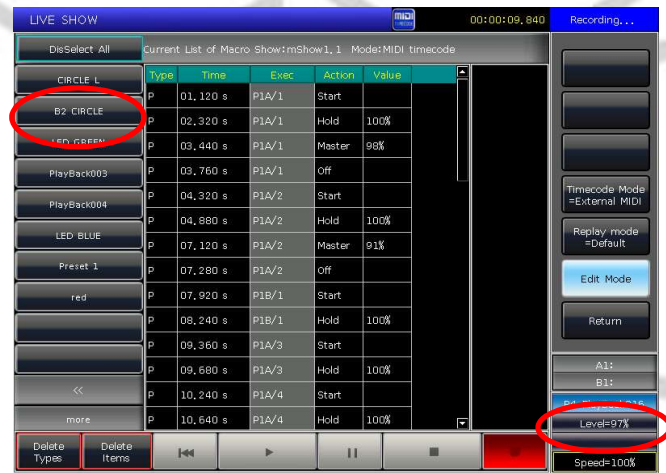 LIVE SHOW
MIDI
00:00:09,840
Recording...
DisSelect All
Current List of Macro Show:mShow1,1 Mode:MIDI timecode
CIRCLE L
B2 CIRCLE
LED GREEN
PlayBack003
PlayBack004
LED BLUE
Preset 1
red
<<
more
Type Time Exec Action Value
P 01,120 s P1A/1 Start
P 02,320 s P1A/1 Hold 100%
P 03,440 s P1A/1 Master 98%
P 03,760 s P1A/1 Off
P 04,320 s P1A/2 Start
P 04,880 s P1A/2 Hold 100%
P 07,120 s P1A/2 Master 91%
P 07,280 s P1A/2 Off
P 07,920 s P1B/1 Start
P 08,240 s P1B/1 Hold 100%
P 09,360 s P1A/3 Start
P 09,680 s P1A/3 Hold 100%
P 10,240 s P1A/4 Start
P 10,640 s P1A/4 Hold 100%
Timecode Mode
=External MIDI
Replay mode
=Default
Edit Mode
Return
A1:
B1:
Level=97%
Speed=100%
Delete
Types
Delete
Items